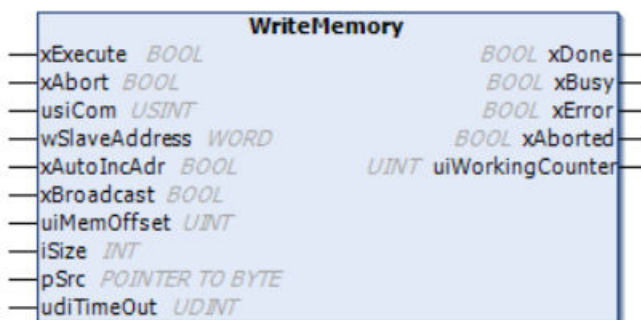 WriteMemory
xExecute BOOL BOOL xDone
xAbort BOOL BOOL xBusy
usiCom USINT BOOL xError
wSlaveAddress WORD BOOL xAborted
xAutoIncAdr BOOL UINT uiWorkingCounter
xBroadcast BOOL
uiMemOffset UINT
iSize INT
pSrc POINTER TO BYTE
udiTimeOut UDINT